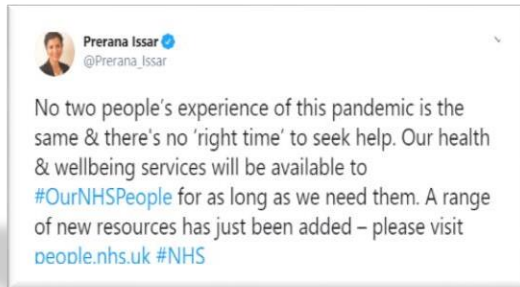 Prerana Issar
@Prerana_Issar
No two people's experience of this pandemic is the
same & there's no 'right time' to seek help. Our health
& wellbeing services will be available to
#OurNHSPeople for as long as we need them. A range
of new resources has just been added – please visit
people.nhs.uk #NHS